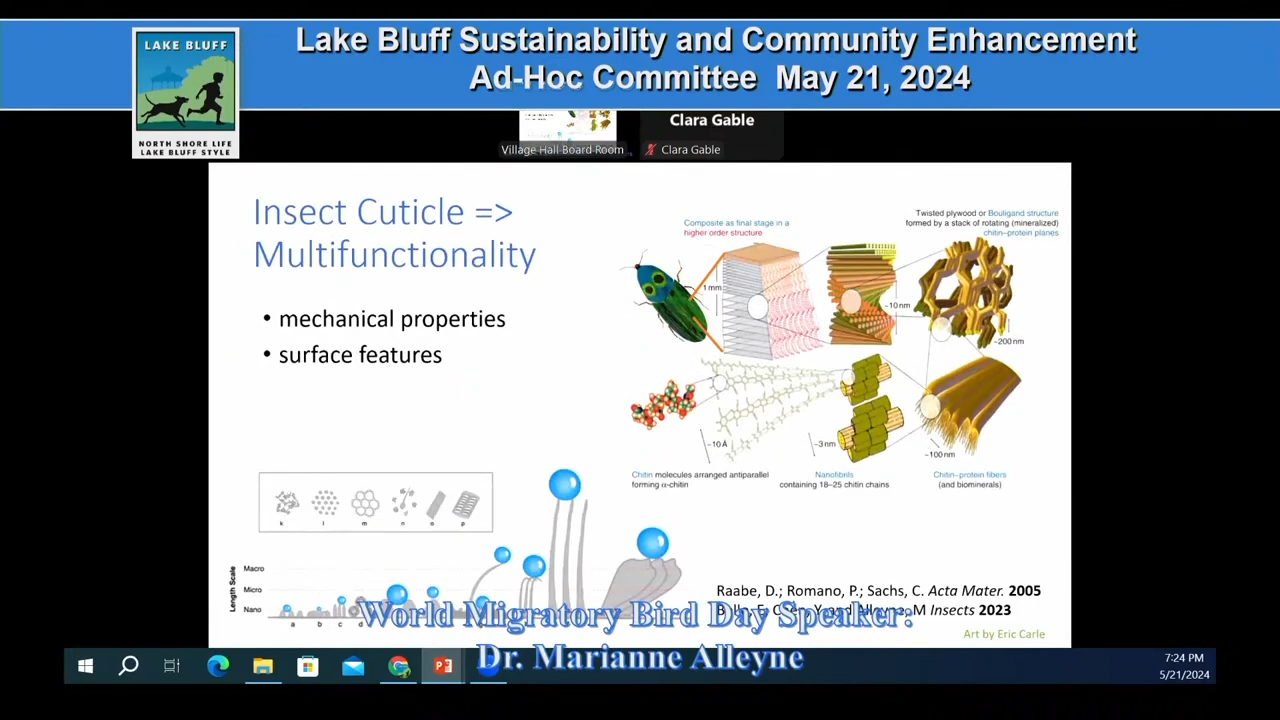 Lake Bluff Sustainability and Community Enhancement
Ad-Hoc Committee May 21, 2024
LAKE BLUFF
NORTH SHORE LIFE
LAKE BLUFF STYLE
Clara Gable
Village Hall Board Room
Clara Gable
Insect Cuticle =>
Multifunctionality
• mechanical properties
• surface features
Composite as final stage in a
higher order structure
Twisted plywood or Bouligand structure
formed by a stack of rotating (mineralized)
chitin–protein planes
1 mm
~10 nm
~200 nm
~10 Å
~3 nm
~100 nm
Chitin molecules arranged antiparallel
forming α-chitin
Nanofibrils
containing 18–25 chitin chains
Chitin–protein fibers
(and biominerals)
k l m n o p
Length Scale
Macro
Micro
Nano
a b c d
Raabe, D.; Romano, P.; Sachs, C. Acta Mater. 2005
M Insects 2023
Art by Eric Carle
World Migratory Bird Day Speaker:
Dr. Marianne Alleyne
7:24 PM
5/21/2024